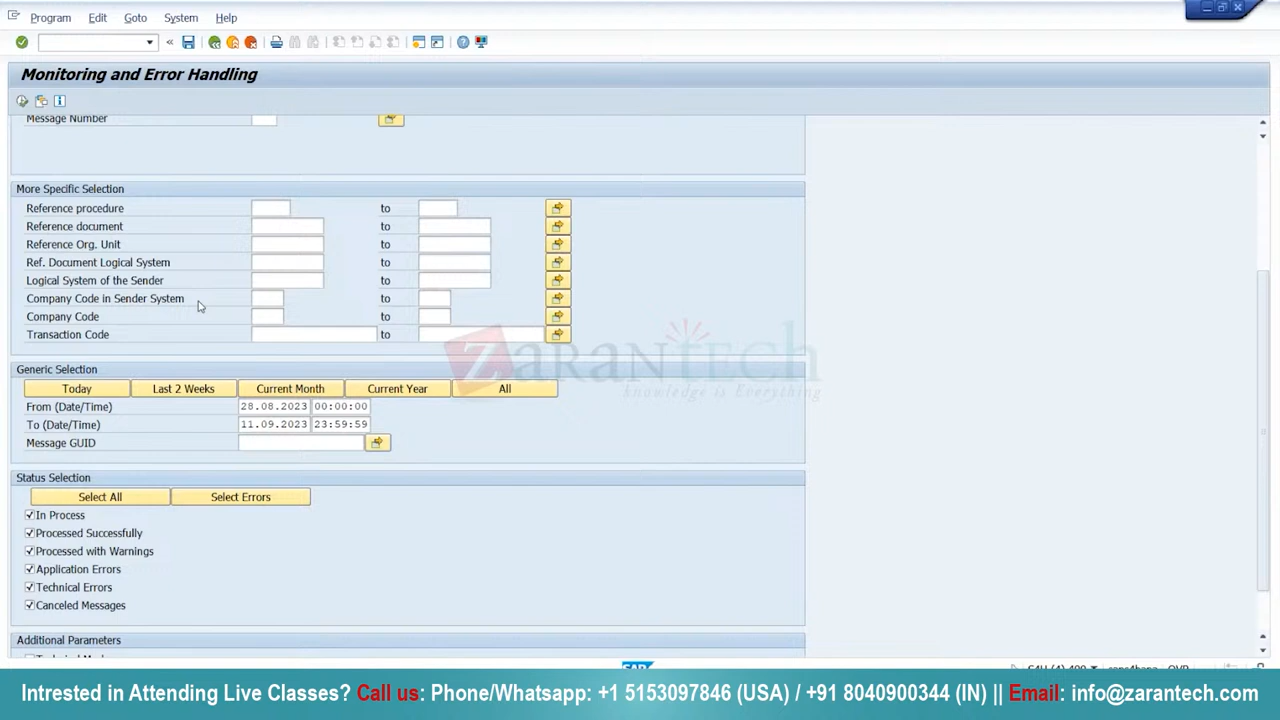 Program Edit Goto System Help
Monitoring and Error Handling
Message Number
More Specific Selection
Reference procedure to
Reference document to
Reference Org. Unit to
Ref. Document Logical System to
Logical System of the Sender to
Company Code in Sender System to
Company Code to
Transaction Code to
zarantech
knowledge is Everything
Generic Selection
Today Last 2 Weeks Current Month Current Year All
From (Date/Time) 28.08.2023 00:00:00
To (Date/Time) 11.09.2023 23:59:59
Message GUID
Status Selection
Select All Select Errors
In Process
Processed Successfully
Processed with Warnings
Application Errors
Technical Errors
Canceled Messages
Additional Parameters
SAP
Intrested in Attending Live Classes? Call us: Phone/Whatsapp: +1 5153097846 (USA) / +91 8040900344 (IN) || Email: info@zarantech.com